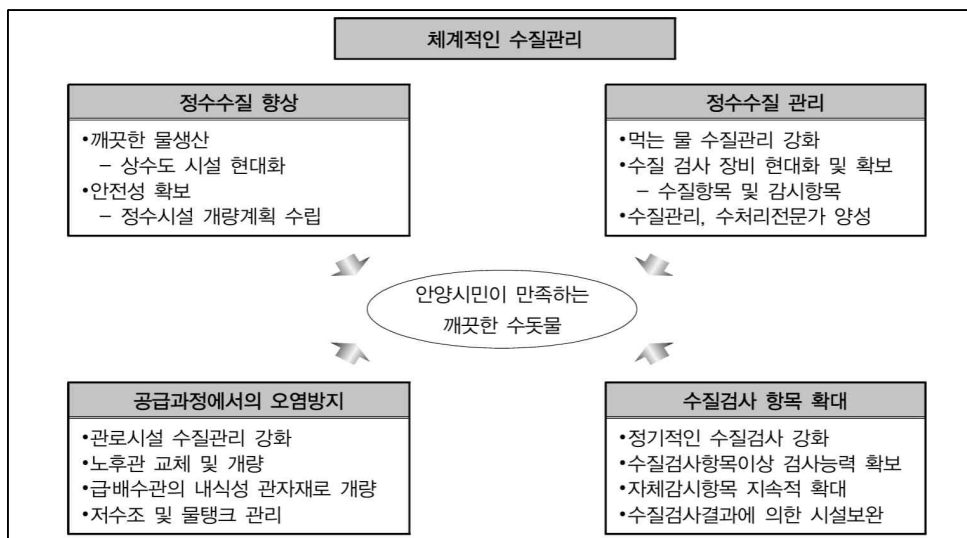 체계적인 수질관리
정수수질 향상
•깨끗한 물생산
– 상수도 시설 현대화
•안전성 확보
– 정수시설 개량계획 수립
정수수질 관리
•먹는 물 수질관리 강화
•수질 검사 장비 현대화 및 확보
– 수질항목 및 감시항목
•수질관리, 수처리전문가 양성
안양시민이 만족하는
깨끗한 수돗물
공급과정에서의 오염방지
•관로시설 수질관리 강화
•노후관 교체 및 개량
•급·배수관의 내식성 관자재로 개량
•저수조 및 물탱크 관리
수질검사 항목 확대
•정기적인 수질검사 강화
•수질검사항목이상 검사능력 확보
•자체감시항목 지속적 확대
•수질검사결과에 의한 시설보완